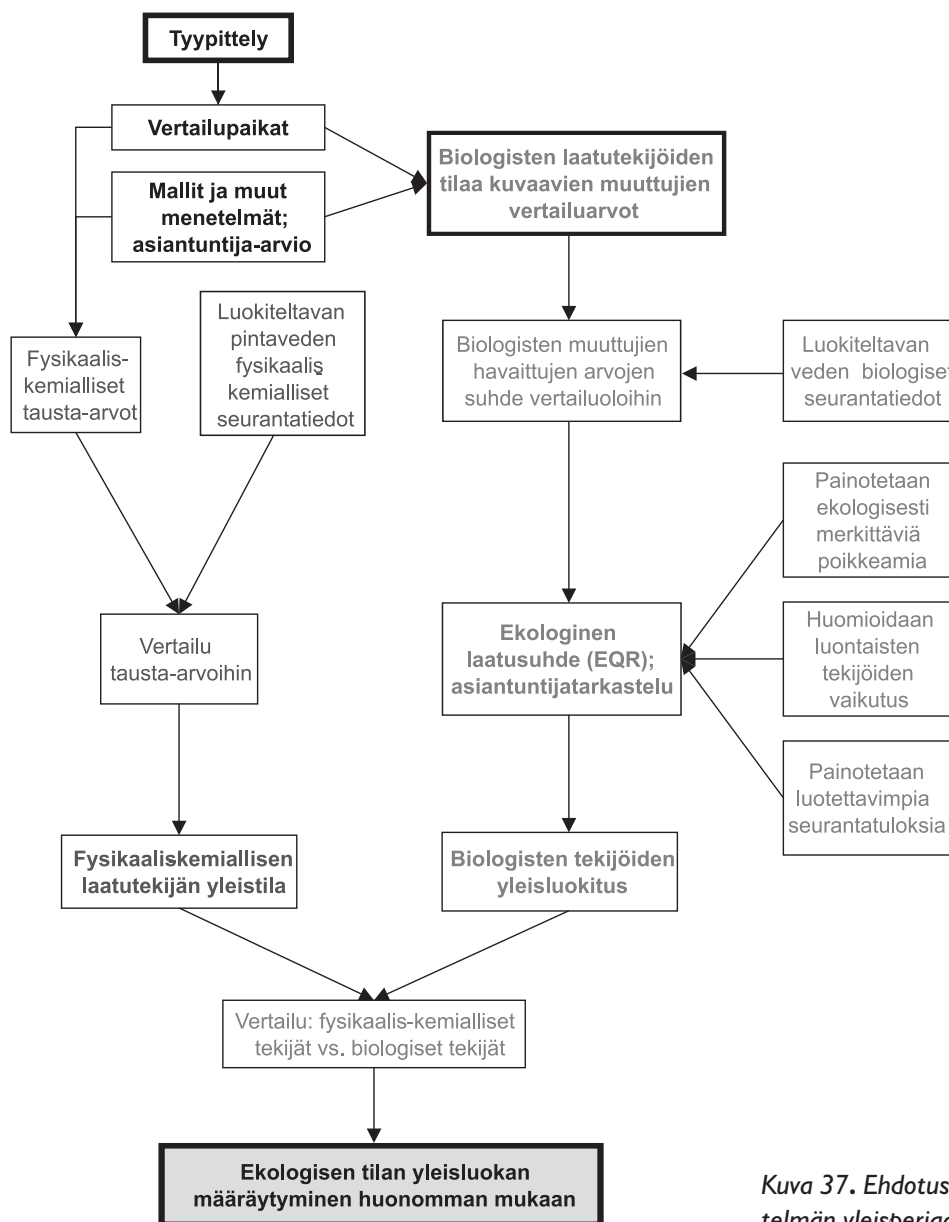 Tyypittely
Vertailupaikat
Biologisten laatutekijöiden
tilaa kuvaavien muuttujien
vertailuarvot
Mallit ja muut
menetelmät;
asiantuntija-arvio
Luokiteltavan
pintaveden
fysikaalis
kemialliset
seurantatiedot
Fysikaalis-
kemialliset
tausta-arvot
Biologisten muuttujien
havaittujen arvojen
suhde vertailuoloihin
Luokiteltavan
veden biologiset
seurantatiedot
Painotetaan
ekologisesti
merkittäviä
poikkeamia
Vertailu
tausta-arvoihin
Ekologinen
laatusuhde (EQR);
asiantuntijatarkastelu
Huomioidaan
luontaisten
tekijöiden
vaikutus
Painotetaan
luotettavimpia
seurantatuloksia
Fysikaaliskemiallisen
laatutekijän yleistila
Biologisten tekijöiden
yleisluokitus
Vertailu: fysikaalis-kemialliset
tekijät vs. biologiset tekijät
Ekologisen tilan yleisluokan
määräytyminen huonomman mukaan
Kuva 37. Ehdotus